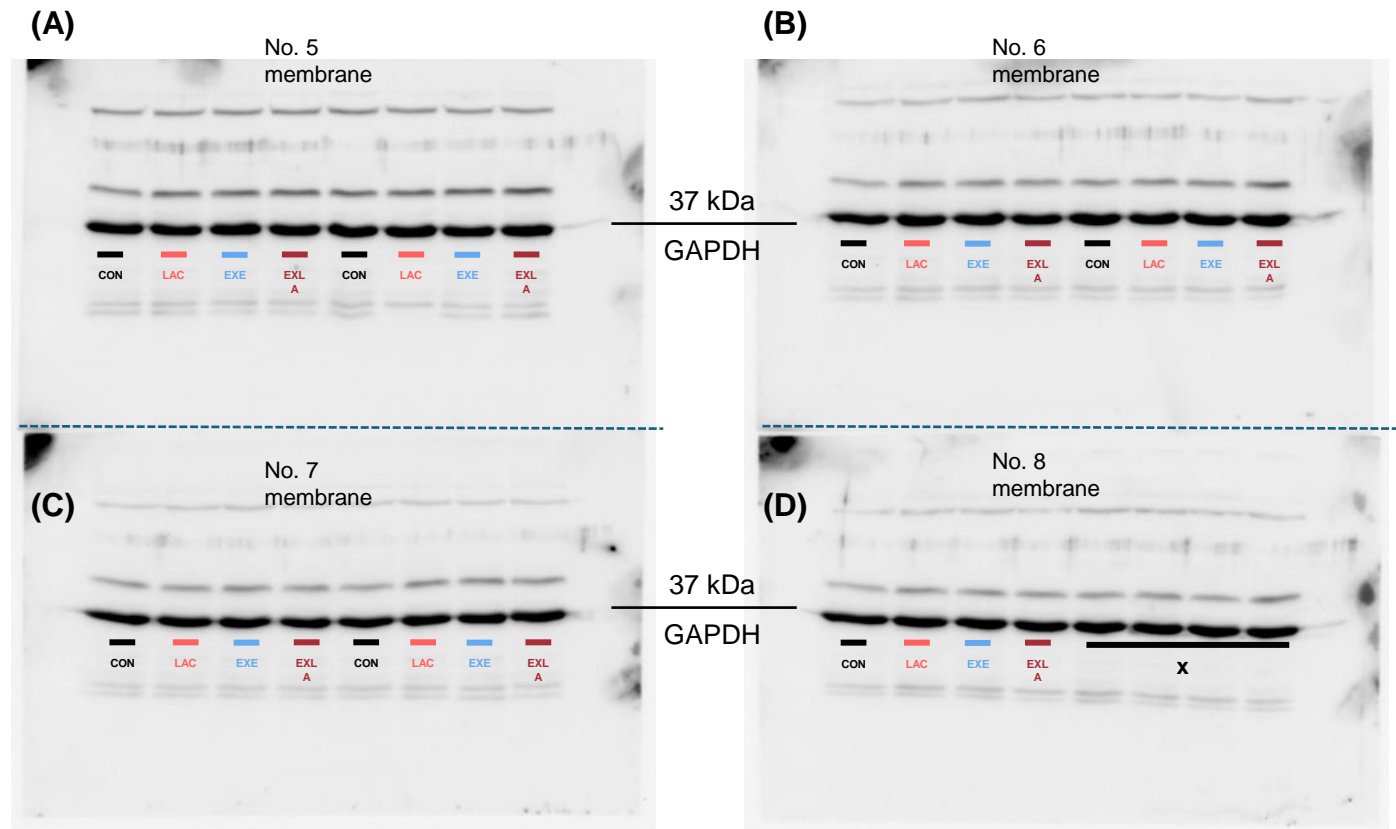 (A)
No. 5
membrane
(B)
No. 6
membrane
37 kDa
GAPDH
CON LAC EXE EXL A CON LAC EXE EXL A
CON LAC EXE EXL A CON LAC EXE EXL A
(C)
No. 7
membrane
(D)
No. 8
membrane
37 kDa
GAPDH
CON LAC EXE EXL A CON LAC EXE EXL A
CON LAC EXE EXL A x